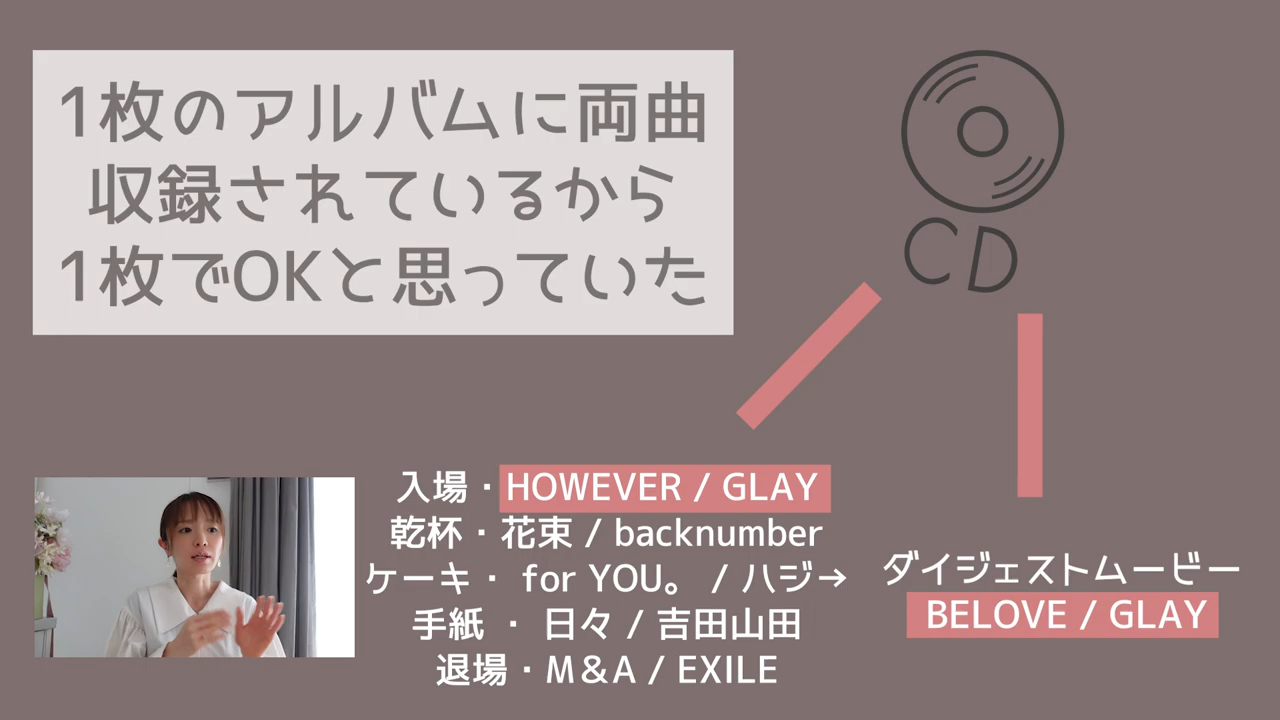 1枚のアルバムに両曲
収録されているから
1枚でOKと思っていた
CD
入場・HOWEVER / GLAY
乾杯・花束 / backnumber
ケーキ・ for YOU。 / ハジ→
手紙 ・ 日々 / 吉田山田
退場・M&A / EXILE
ダイジェストムービー
BELOVE / GLAY